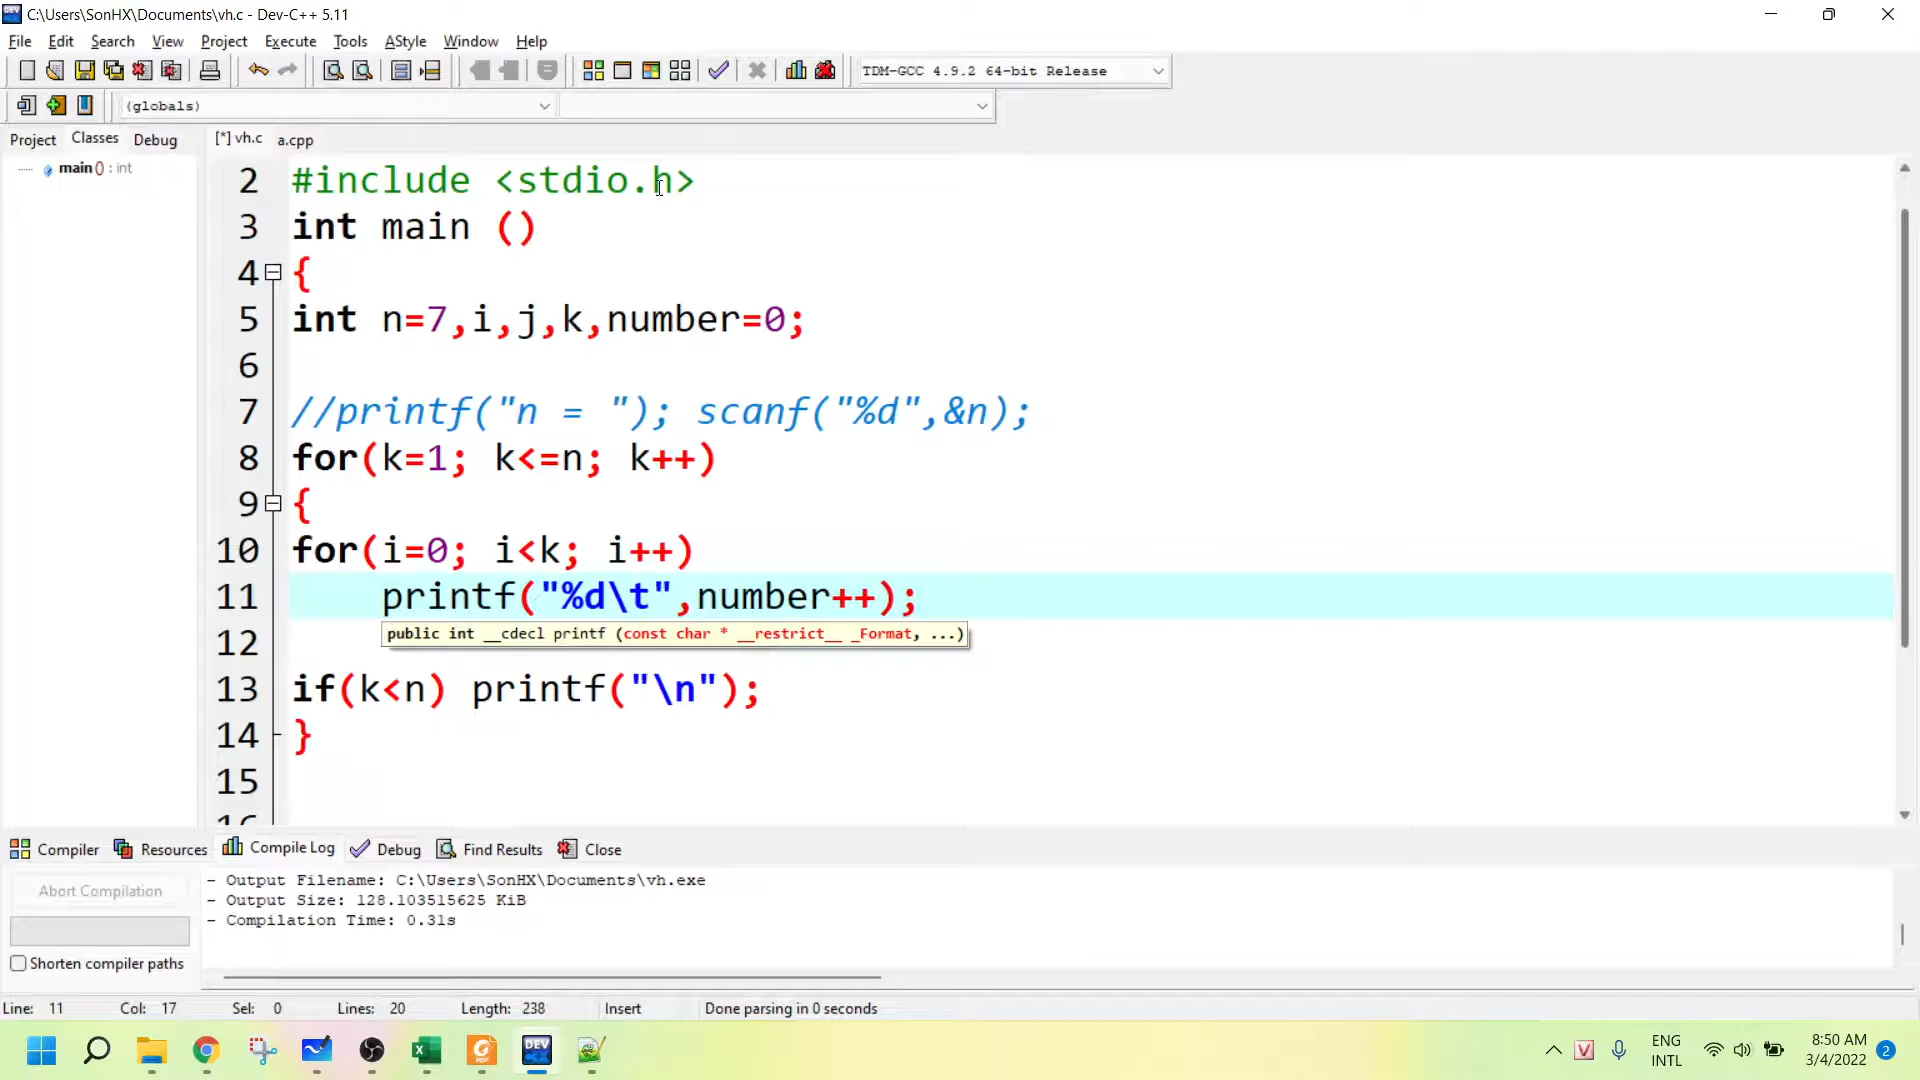 C:\Users\SonHX\Documents\vh.c - Dev-C++ 5.11
File Edit Search View Project Execute Tools AStyle Window Help
TDM-GCC 4.9.2 64-bit Release
(globals)
Project Classes Debug
[*] vh.c a.cpp
main () : int
2 #include <stdio.h>
3 int main ()
4 {
5 int n=7,i,j,k,number=0;
6
7 //printf("n = "); scanf("%d",&n);
8 for(k=1; k<=n; k++)
9 {
10 for(i=0; i<k; i++)
11 printf("%d\t",number++);
public int __cdecl printf (const char * __restrict__ _Format, ...)
12
13 if(k<n) printf("\n");
14 }
15
16
Compiler Resources Compile Log Debug Find Results Close
Abort Compilation
Shorten compiler paths
- Output Filename: C:\Users\SonHX\Documents\vh.exe
- Output Size: 128.103515625 KiB
- Compilation Time: 0.31s
Line: 11 Col: 17 Sel: 0 Lines: 20 Length: 238 Insert Done parsing in 0 seconds
DEV
V
ENG
INTL
8:50 AM
3/4/2022
2